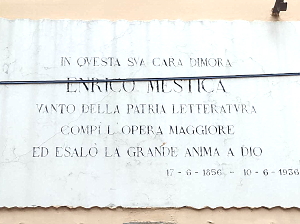 IN QVESTA SVA CARA DIMORA
ENRICO MESTICA
VANTO DELLA PATRIA LETTERATVRA
COMPÌ L'OPERA MAGGIORE
ED ESALÒ LA GRANDE ANIMA A DIO
17-6-1856 - 10-6-1936